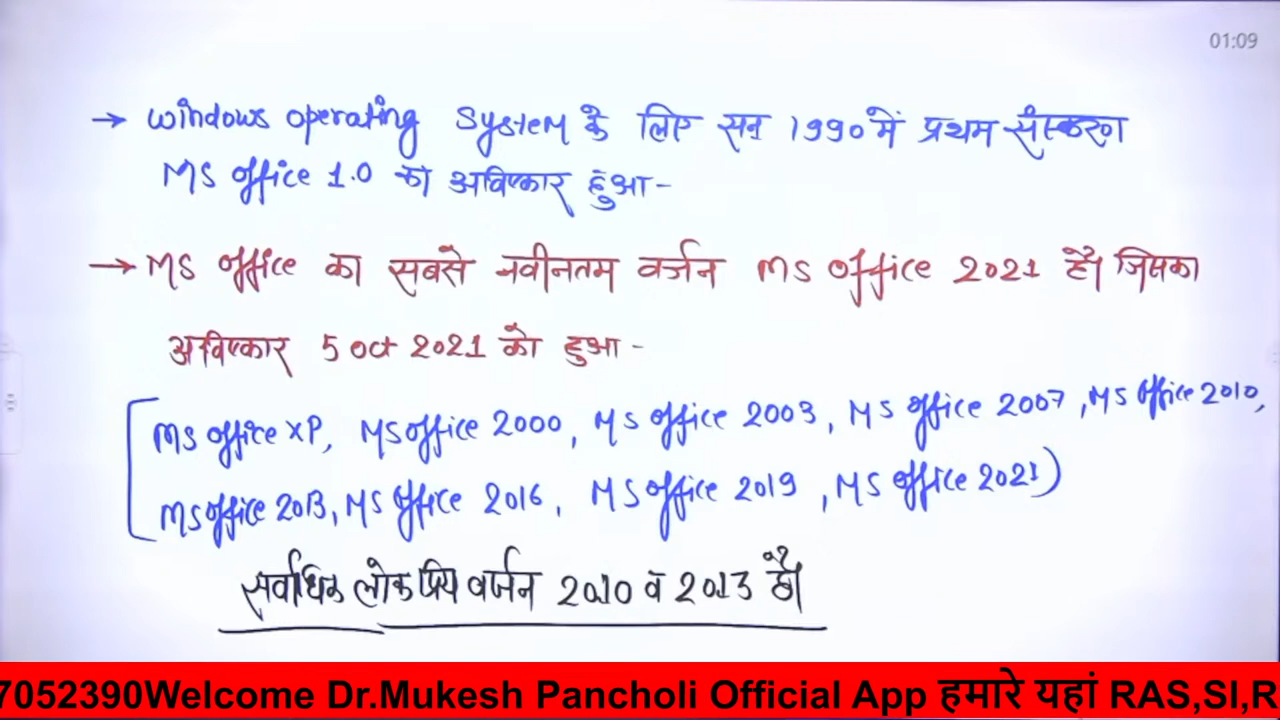 01:09
→ Windows operating System के लिए सन 1990 में प्रथम संस्करण
MS office 1.0 का अविष्कार हुआ -
→ MS office का सबसे नवीनतम वर्जन MS office 2021 है। जिसका
अविष्कार 5 oct 2021 को हुआ -
[MS office XP, MS office 2000, MS office 2003, MS office 2007, MS office 2010,
MS office 2013, MS office 2016, MS office 2019, MS office 2021)
सर्वाधिक लोकप्रिय वर्जन 2010 व 2013 है।
7052390Welcome Dr.Mukesh Pancholi Official App हमारे यहां RAS,SI,R